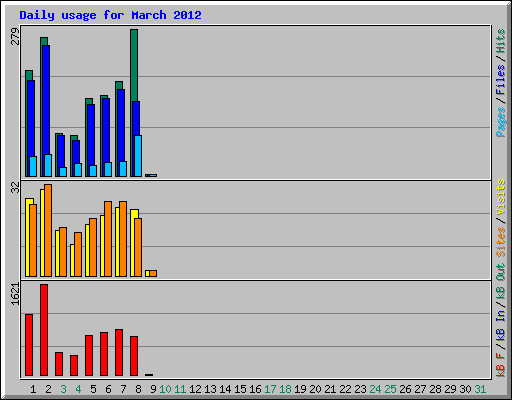 Daily usage for March 2012
279
32
1621
Pages / Files / Hits
Sites / Visits
kB F / kB In / kB Out
1 2 3 4 5 6 7 8 9 10 11 12 13 14 15 16 17 18 19 20 21 22 23 24 25 26 27 28 29 30 31